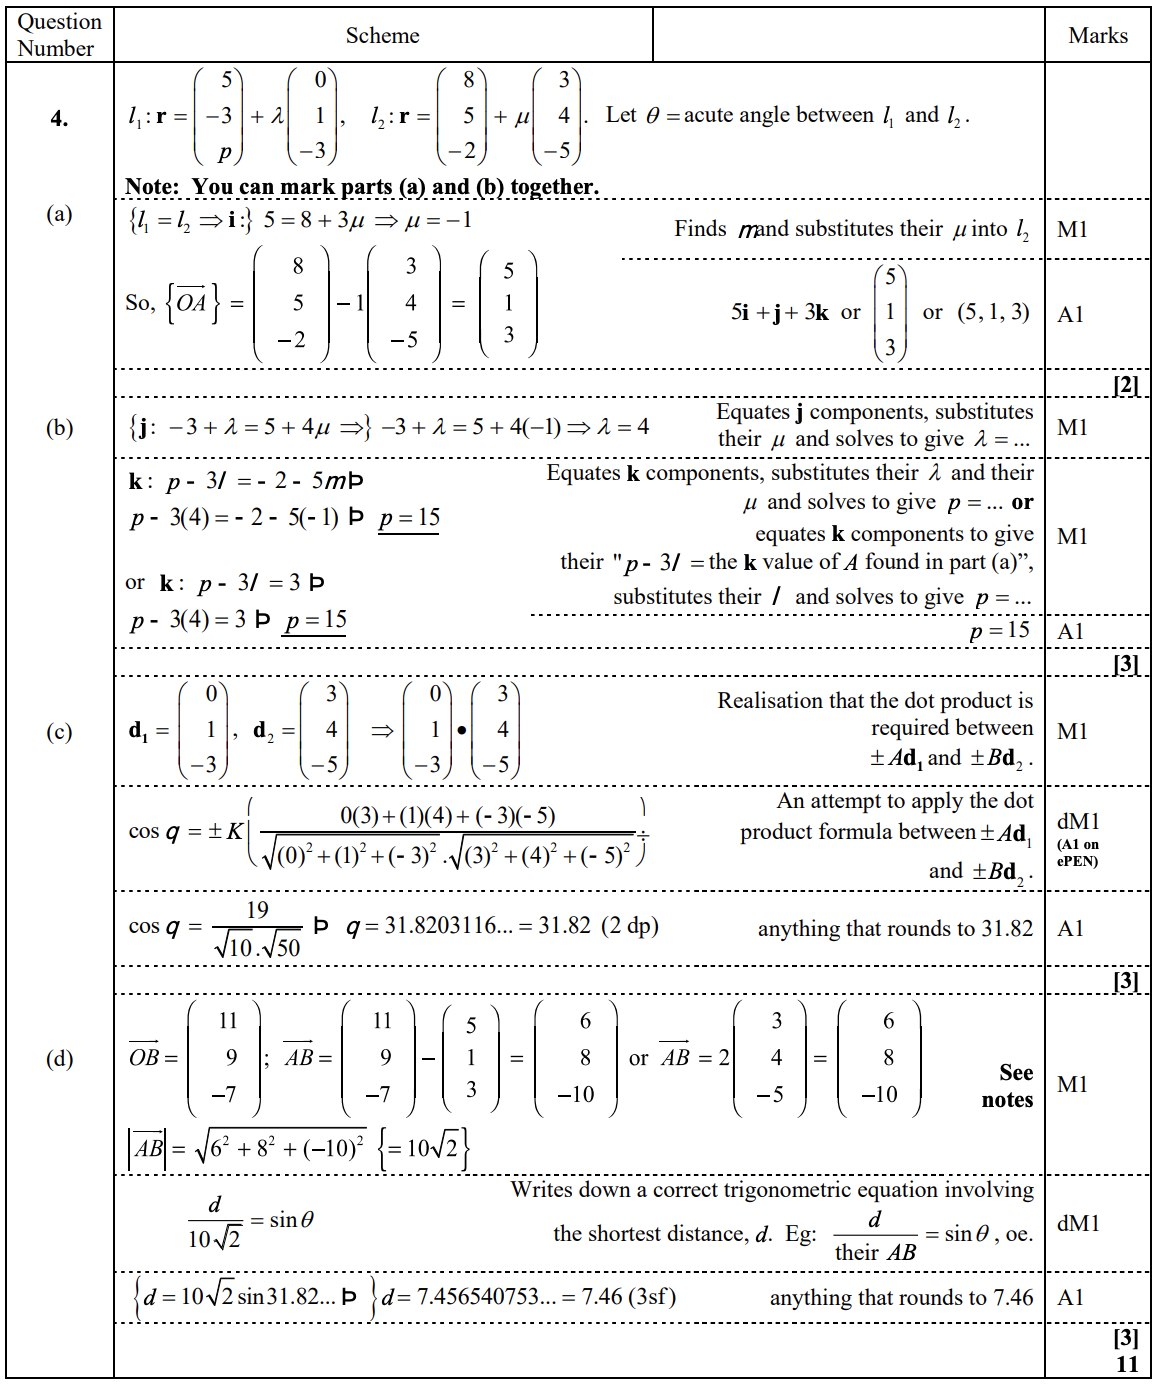 Question Number Scheme Marks
4. l₁: r = (5, −3, p) + λ(0, 1, −3), l₂: r = (8, 5, −2) + μ(3, 4, −5). Let θ = acute angle between l₁ and l₂.
Note: You can mark parts (a) and (b) together.
(a) {l₁ = l₂ ⇒ i:} 5 = 8 + 3μ ⇒ μ = −1 Finds m and substitutes their μ into l₂ M1
So, {OA} = (8, 5, −2) − 1(3, 4, −5) = (5, 1, 3) 5i + j + 3k or (5, 1, 3) or (5, 1, 3) A1
[2]
(b) {j: −3 + λ = 5 + 4μ ⇒} −3 + λ = 5 + 4(−1) ⇒ λ = 4 Equates j components, substitutes their μ and solves to give λ = ... M1
k: p - 3l = - 2 - 5m Þ
p - 3(4) = - 2 - 5(- 1) Þ p = 15
or k: p - 3l = 3 Þ
p - 3(4) = 3 Þ p = 15
Equates k components, substitutes their λ and their
μ and solves to give p = ... or
equates k components to give
their "p - 3l = the k value of A found in part (a)”,
substitutes their l and solves to give p = ...
M1
p = 15 A1
[3]
(c) d₁ = (0, 1, −3), d₂ = (3, 4, −5) ⇒ (0, 1, −3) • (3, 4, −5) Realisation that the dot product is required between ±Ad₁ and ±Bd₂. M1
cos q = ± K( (0(3) + (1)(4) + (- 3)(- 5)) / (√((0)² + (1)² + (- 3)²) . √((3)² + (4)² + (- 5)²)) ÷ ) An attempt to apply the dot product formula between ±Ad₁ and ±Bd₂. dM1 (A1 on ePEN)
cos q = 19 / (√10.√50) Þ q = 31.8203116... = 31.82 (2 dp) anything that rounds to 31.82 A1
[3]
(d) OB = (11, 9, −7); AB = (11, 9, −7) − (5, 1, 3) = (6, 8, −10) or AB = 2(3, 4, −5) = (6, 8, −10) See notes M1
|AB| = √(6² + 8² + (−10)²) {= 10√2}
d / 10√2 = sin θ Writes down a correct trigonometric equation involving the shortest distance, d. Eg: d / their AB = sin θ, oe. dM1
{d = 10√2 sin 31.82... Þ } d = 7.456540753... = 7.46 (3sf) anything that rounds to 7.46 A1
[3]
11